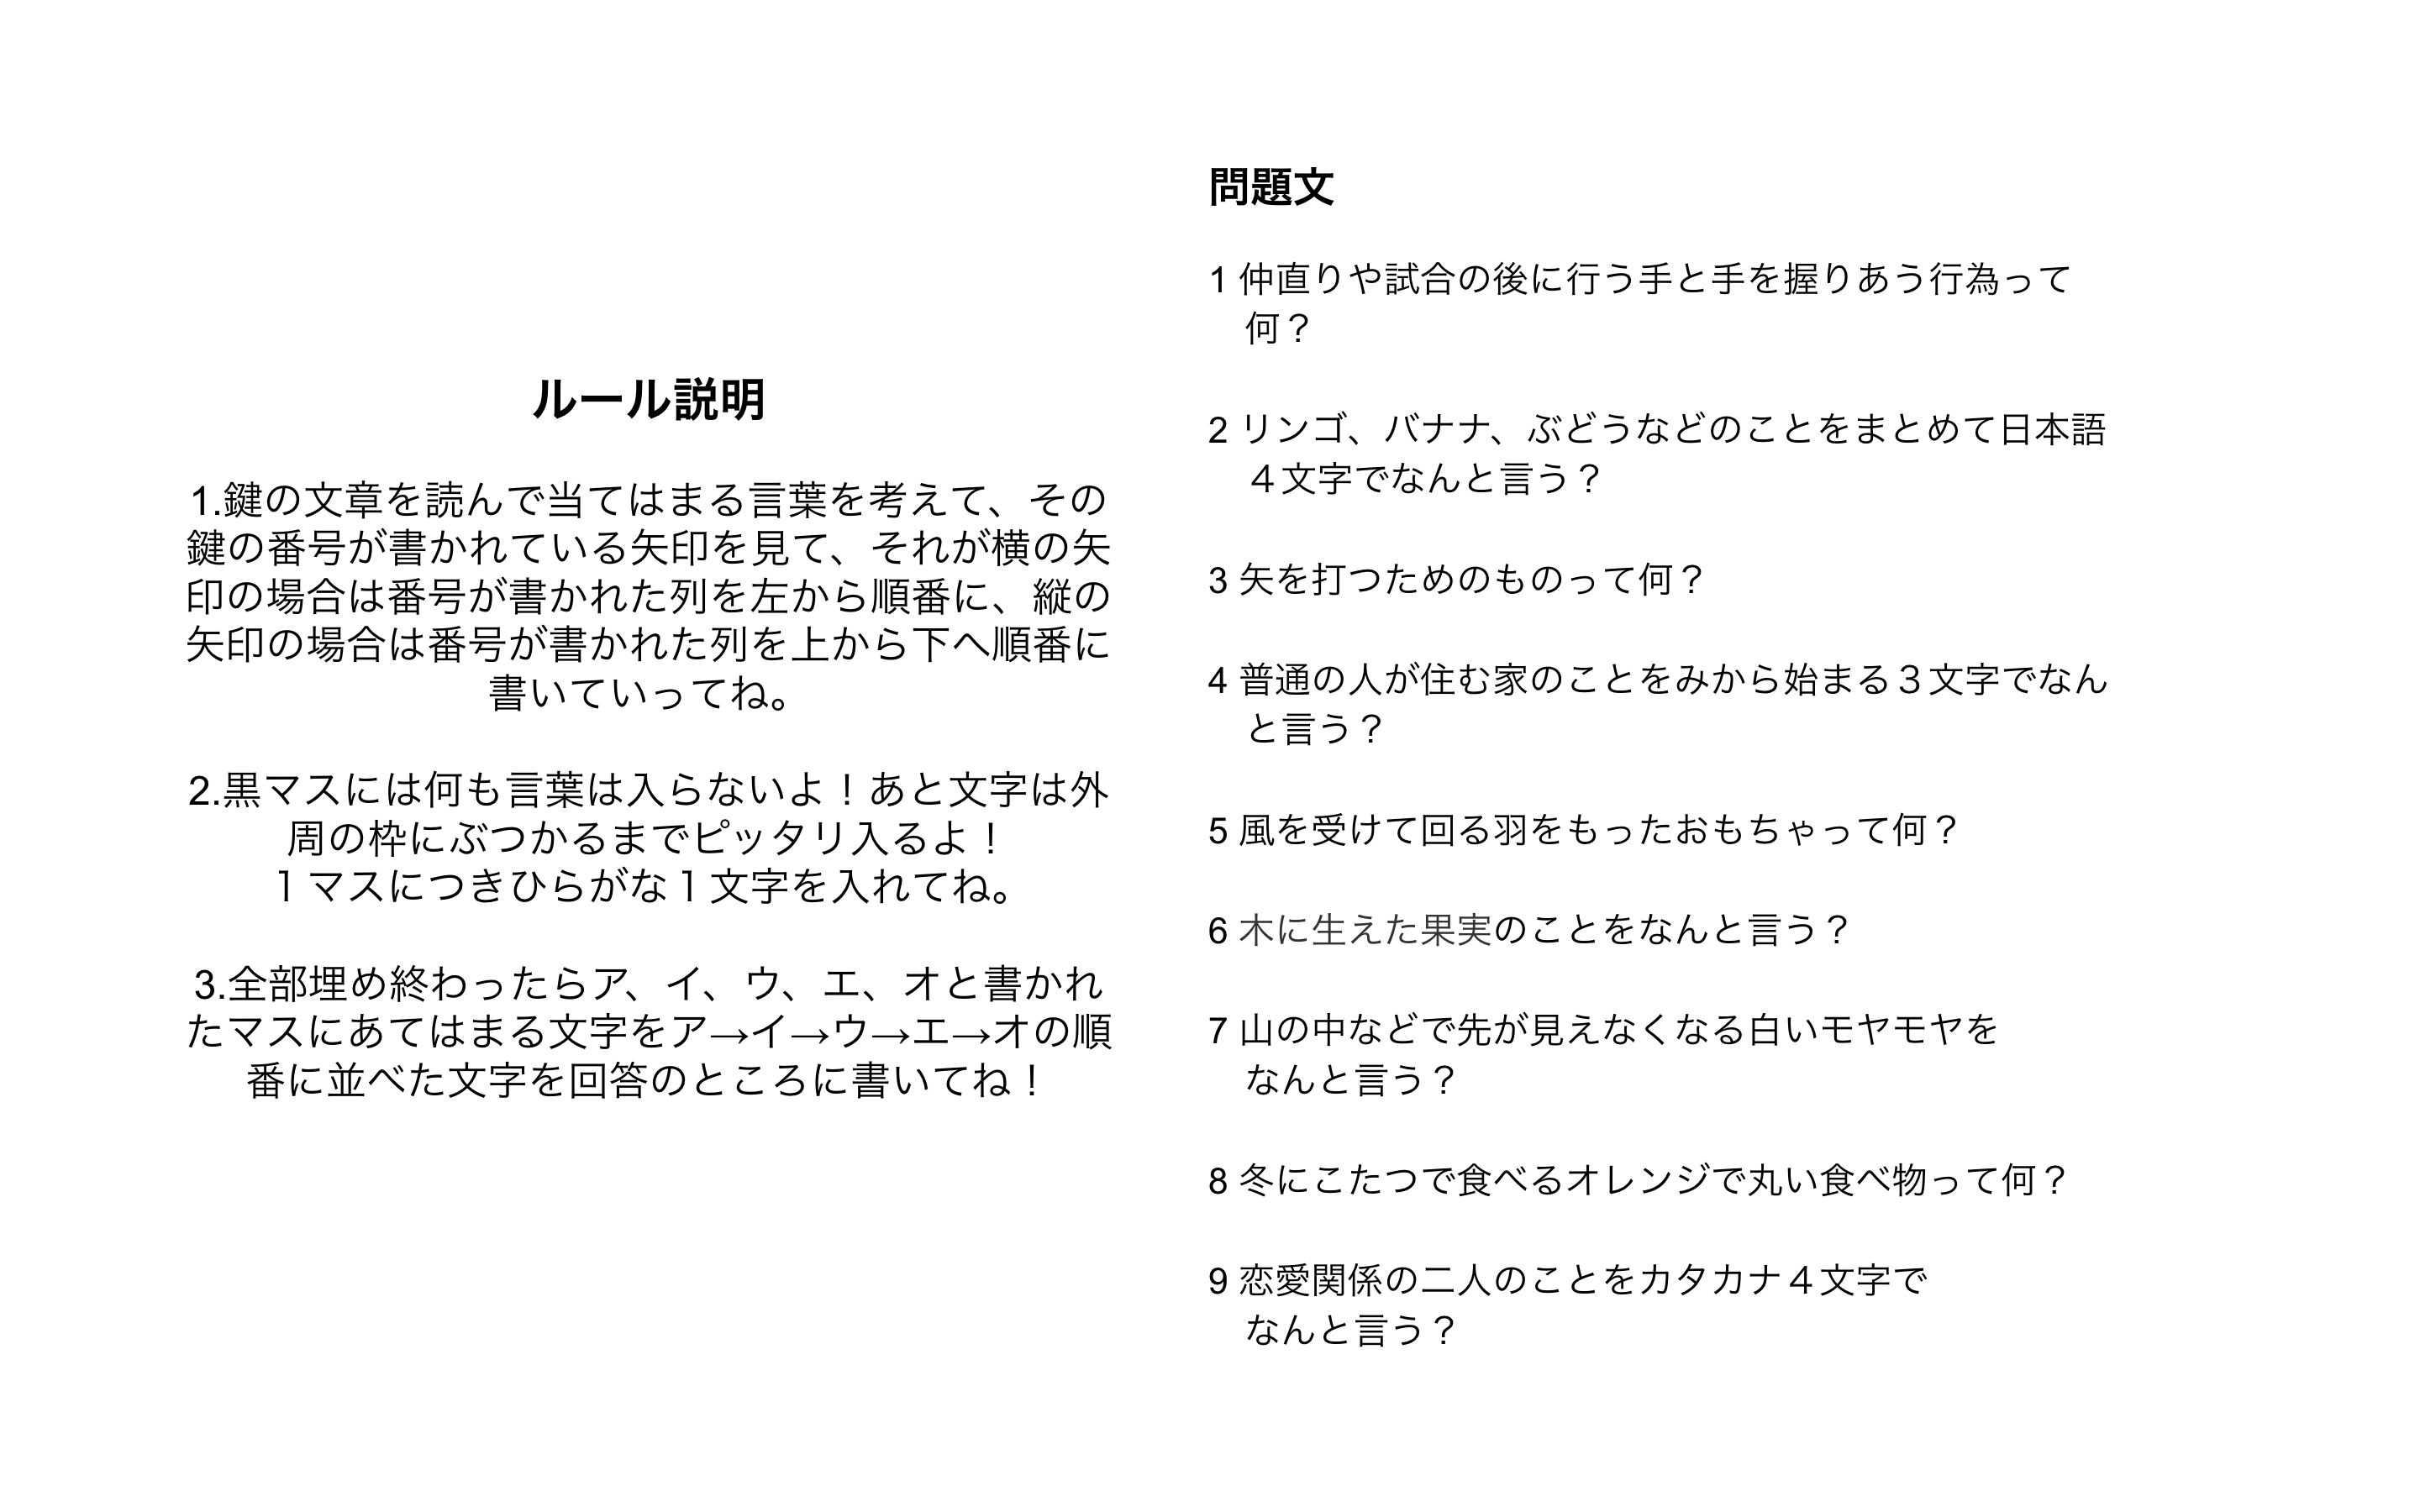 ルール説明
1.鍵の文章を読んで当てはまる言葉を考えて、その
鍵の番号が書かれている矢印を見て、それが横の矢
印の場合は番号が書かれた列を左から順番に、縦の
矢印の場合は番号が書かれた列を上から下へ順番に
書いていってね。
2.黒マスには何も言葉は入らないよ！あと文字は外
周の枠にぶつかるまでピッタリ入るよ！
１マスにつきひらがな１文字を入れてね。
3.全部埋め終わったらア、イ、ウ、エ、オと書かれ
たマスにあてはまる文字をア→イ→ウ→エ→オの順
番に並べた文字を回答のところに書いてね！
問題文
1 仲直りや試合の後に行う手と手を握りあう行為って
何？
2 リンゴ、バナナ、ぶどうなどのことをまとめて日本語
４文字でなんと言う？
3 矢を打つためのものって何？
4 普通の人が住む家のことをみから始まる３文字でなん
と言う？
5 風を受けて回る羽をもったおもちゃって何？
6 木に生えた果実のことをなんと言う？
7 山の中などで先が見えなくなる白いモヤモヤを
なんと言う？
8 冬にこたつで食べるオレンジで丸い食べ物って何？
9 恋愛関係の二人のことをカタカナ４文字で
なんと言う？